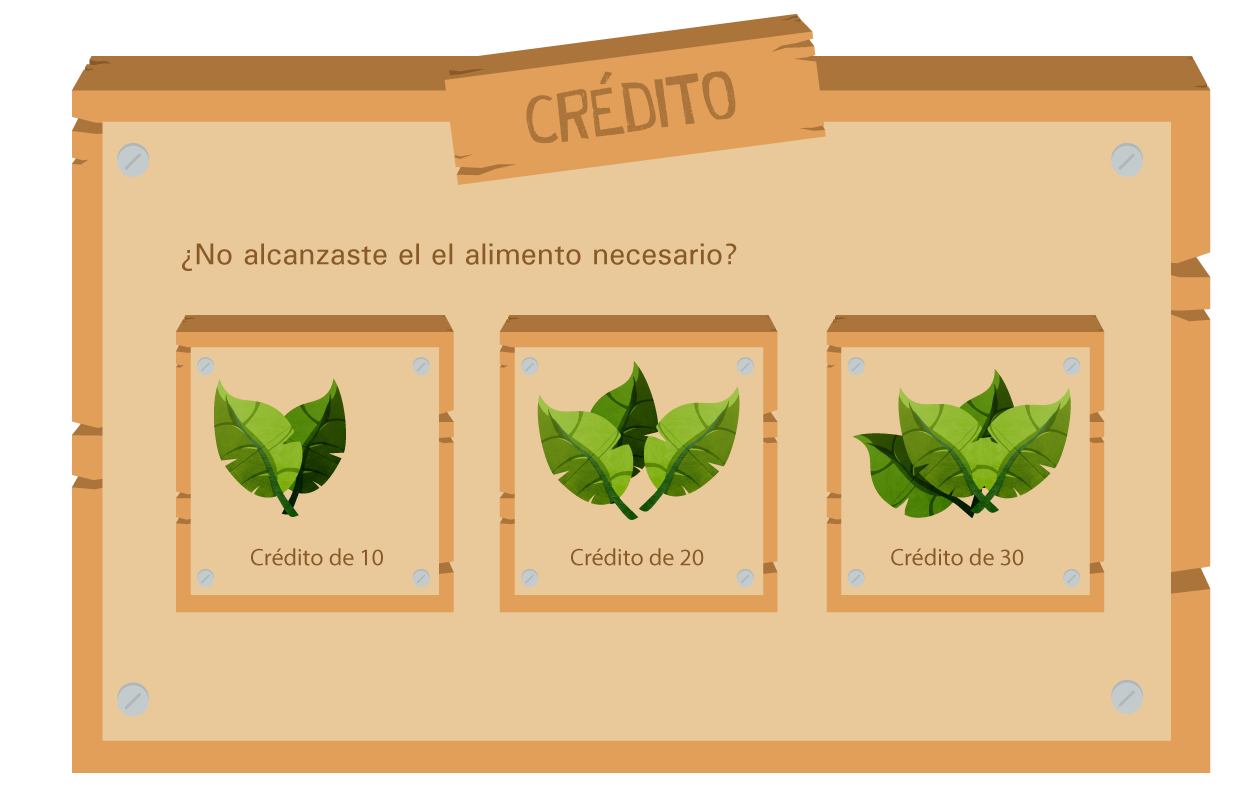 CRÉDITO
¿No alcanzaste el el alimento necesario?
Crédito de 10
Crédito de 20
Crédito de 30